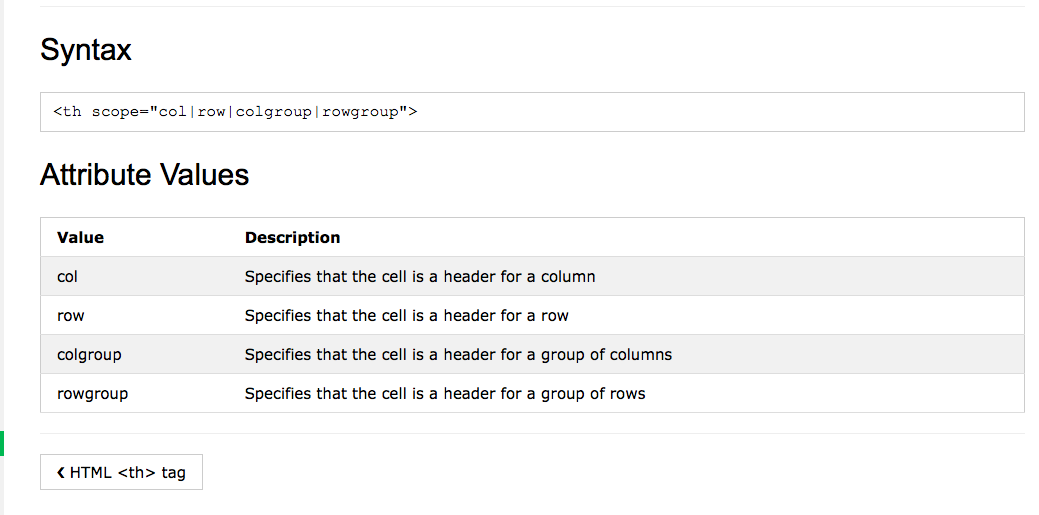 Syntax
<th scope="col|row|colgroup|rowgroup">
Attribute Values
Value Description
col Specifies that the cell is a header for a column
row Specifies that the cell is a header for a row
colgroup Specifies that the cell is a header for a group of columns
rowgroup Specifies that the cell is a header for a group of rows
❮ HTML <th> tag